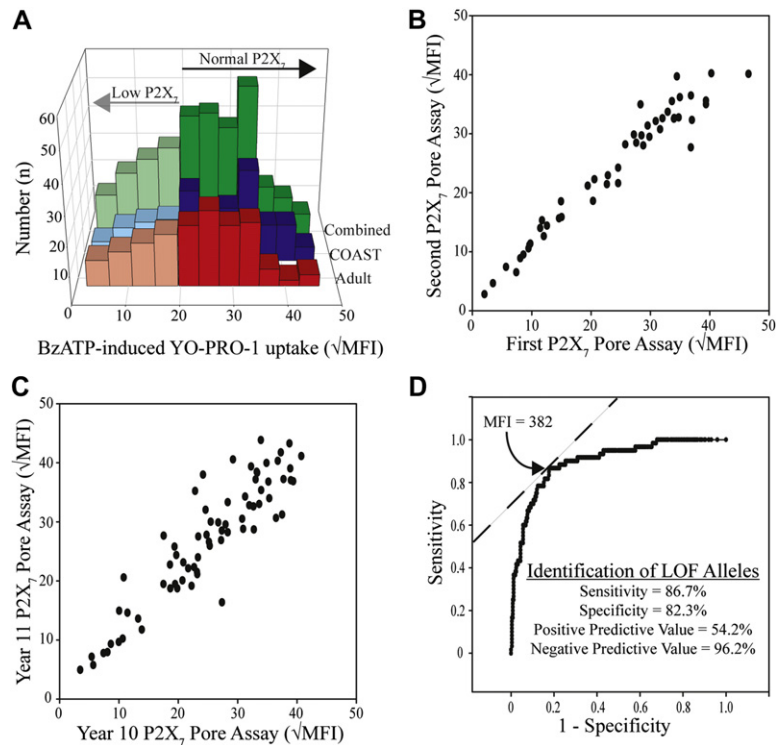 A
Normal P2X7
Low P2X7
60
50
40
30
20
10
Number (n)
Combined
COAST
Adult
0
10
20
30
40
50
BzATP-induced YO-PRO-1 uptake (√MFI)
B
50
40
30
20
10
0
Second P2X7 Pore Assay (√MFI)
0
10
20
30
40
50
First P2X7 Pore Assay (√MFI)
C
50
40
30
20
10
0
Year 11 P2X7 Pore Assay (√MFI)
0
10
20
30
40
50
Year 10 P2X7 Pore Assay (√MFI)
D
MFI = 382
1.0
0.8
0.6
0.4
0.2
0
Sensitivity
Identification of LOF Alleles
Sensitivity = 86.7%
Specificity = 82.3%
Positive Predictive Value = 54.2%
Negative Predictive Value = 96.2%
0
0.2
0.4
0.6
0.8
1.0
1 - Specificity